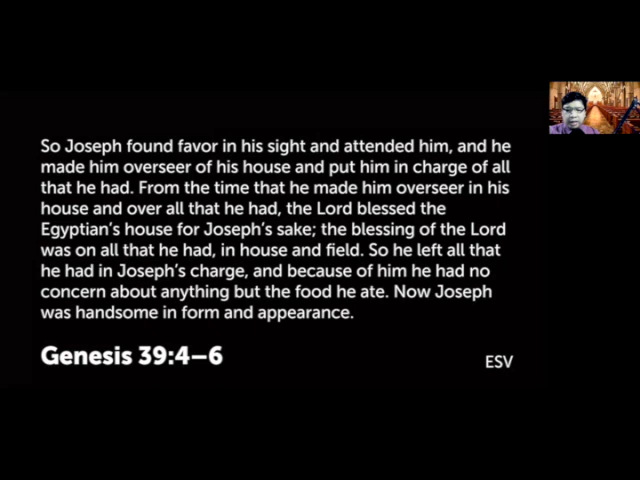 So Joseph found favor in his sight and attended him, and he
made him overseer of his house and put him in charge of all
that he had. From the time that he made him overseer in his
house and over all that he had, the Lord blessed the
Egyptian’s house for Joseph’s sake; the blessing of the Lord
was on all that he had, in house and field. So he left all that
he had in Joseph’s charge, and because of him he had no
concern about anything but the food he ate. Now Joseph
was handsome in form and appearance.
Genesis 39:4–6
ESV